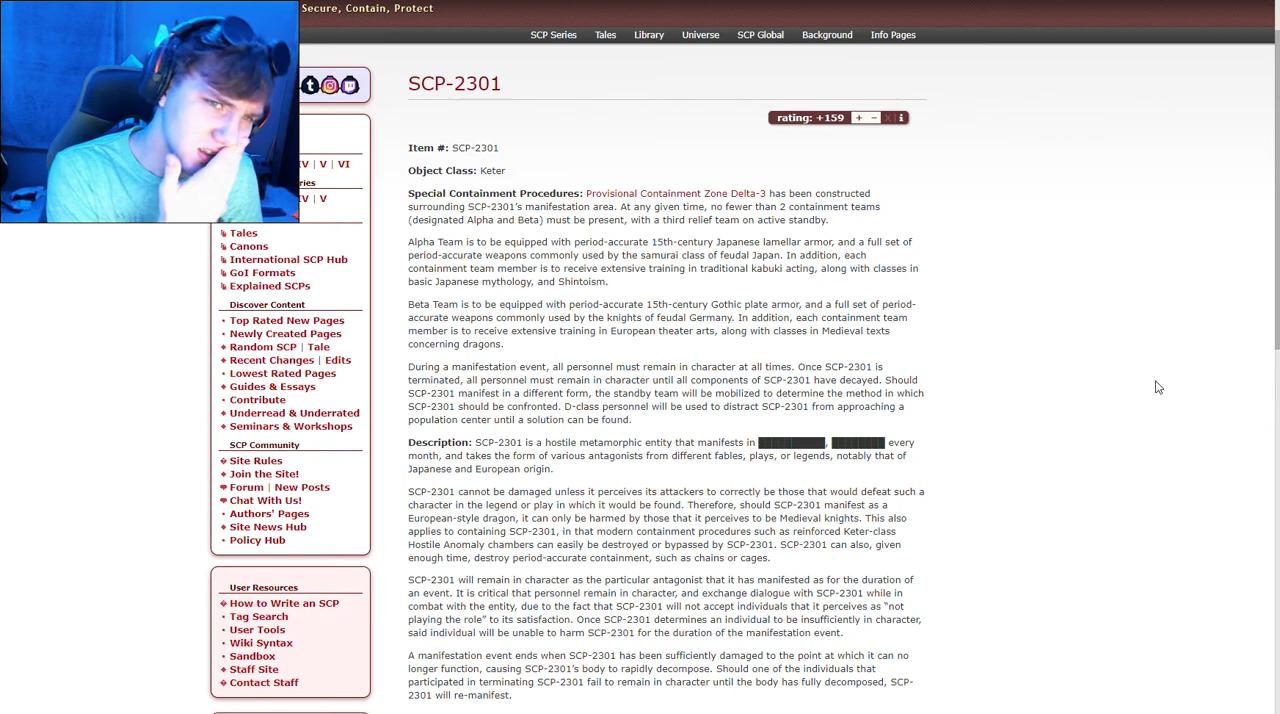 Secure, Contain, Protect
SCP Series
Tales
Library
Universe
SCP Global
Background
Info Pages
IV | V | VI
ries
IV | V
Tales
Canons
International SCP Hub
GoI Formats
Explained SCPs
Discover Content
Top Rated New Pages
Newly Created Pages
Random SCP | Tale
Recent Changes | Edits
Lowest Rated Pages
Guides & Essays
Contribute
Underread & Underrated
Seminars & Workshops
SCP Community
Site Rules
Join the Site!
Forum | New Posts
Chat With Us!
Authors' Pages
Site News Hub
Policy Hub
User Resources
How to Write an SCP
Tag Search
User Tools
Wiki Syntax
Sandbox
Staff Site
Contact Staff
SCP-2301
rating: +159 + − X i
Item #: SCP-2301
Object Class: Keter
Special Containment Procedures: Provisional Containment Zone Delta-3 has been constructed
surrounding SCP-2301's manifestation area. At any given time, no fewer than 2 containment teams
(designated Alpha and Beta) must be present, with a third relief team on active standby.
Alpha Team is to be equipped with period-accurate 15th-century Japanese lamellar armor, and a full set of
period-accurate weapons commonly used by the samurai class of feudal Japan. In addition, each
containment team member is to receive extensive training in traditional kabuki acting, along with classes in
basic Japanese mythology, and Shintoism.
Beta Team is to be equipped with period-accurate 15th-century Gothic plate armor, and a full set of period-
accurate weapons commonly used by the knights of feudal Germany. In addition, each containment team
member is to receive extensive training in European theater arts, along with classes in Medieval texts
concerning dragons.
During a manifestation event, all personnel must remain in character at all times. Once SCP-2301 is
terminated, all personnel must remain in character until all components of SCP-2301 have decayed. Should
SCP-2301 manifest in a different form, the standby team will be mobilized to determine the method in which
SCP-2301 should be confronted. D-class personnel will be used to distract SCP-2301 from approaching a
population center until a solution can be found.
Description: SCP-2301 is a hostile metamorphic entity that manifests in ██████████, ████████ every
month, and takes the form of various antagonists from different fables, plays, or legends, notably that of
Japanese and European origin.
SCP-2301 cannot be damaged unless it perceives its attackers to correctly be those that would defeat such a
character in the legend or play in which it would be found. Therefore, should SCP-2301 manifest as a
European-style dragon, it can only be harmed by those that it perceives to be Medieval knights. This also
applies to containing SCP-2301, in that modern containment procedures such as reinforced Keter-class
Hostile Anomaly chambers can easily be destroyed or bypassed by SCP-2301. SCP-2301 can also, given
enough time, destroy period-accurate containment, such as chains or cages.
SCP-2301 will remain in character as the particular antagonist that it has manifested as for the duration of
an event. It is critical that personnel remain in character, and exchange dialogue with SCP-2301 while in
combat with the entity, due to the fact that SCP-2301 will not accept individuals that it perceives as “not
playing the role” to its satisfaction. Once SCP-2301 determines an individual to be insufficiently in character,
said individual will be unable to harm SCP-2301 for the duration of the manifestation event.
A manifestation event ends when SCP-2301 has been sufficiently damaged to the point at which it can no
longer function, causing SCP-2301's body to rapidly decompose. Should one of the individuals that
participated in terminating SCP-2301 fail to remain in character until the body has fully decomposed, SCP-
2301 will re-manifest.